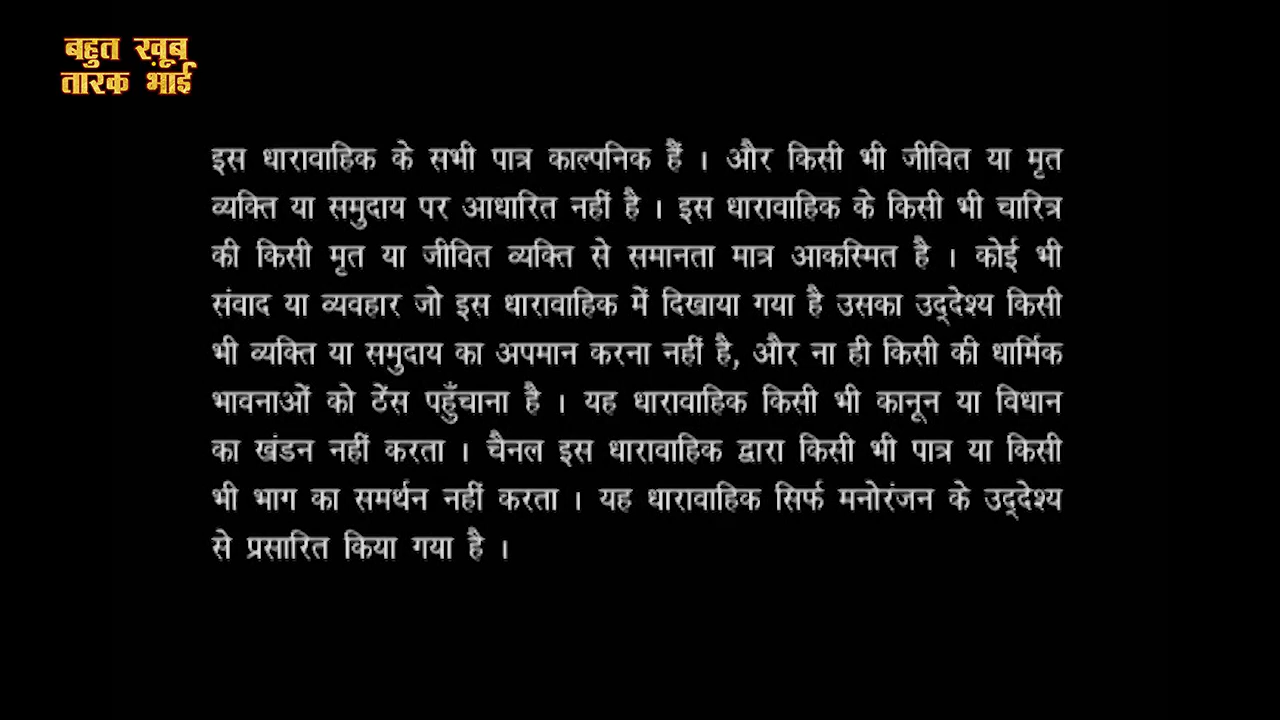 बहुत ख़ूब
तारक भाई
इस धारावाहिक के सभी पात्र काल्पनिक हैं । और किसी भी जीवित या मृत
व्यक्ति या समुदाय पर आधारित नहीं है । इस धारावाहिक के किसी भी चारित्र
की किसी मृत या जीवित व्यक्ति से समानता मात्र आकस्मित है । कोई भी
संवाद या व्यवहार जो इस धारावाहिक में दिखाया गया है उसका उद्देश्य किसी
भी व्यक्ति या समुदाय का अपमान करना नहीं है, और ना ही किसी की धार्मिक
भावनाओं को टेंस पहुँचाना है । यह धारावाहिक किसी भी कानून या विधान
का खंडन नहीं करता । चैनल इस धारावाहिक द्वारा किसी भी पात्र या किसी
भी भाग का समर्थन नहीं करता । यह धारावाहिक सिर्फ मनोरंजन के उद्देश्य
से प्रसारित किया गया है ।